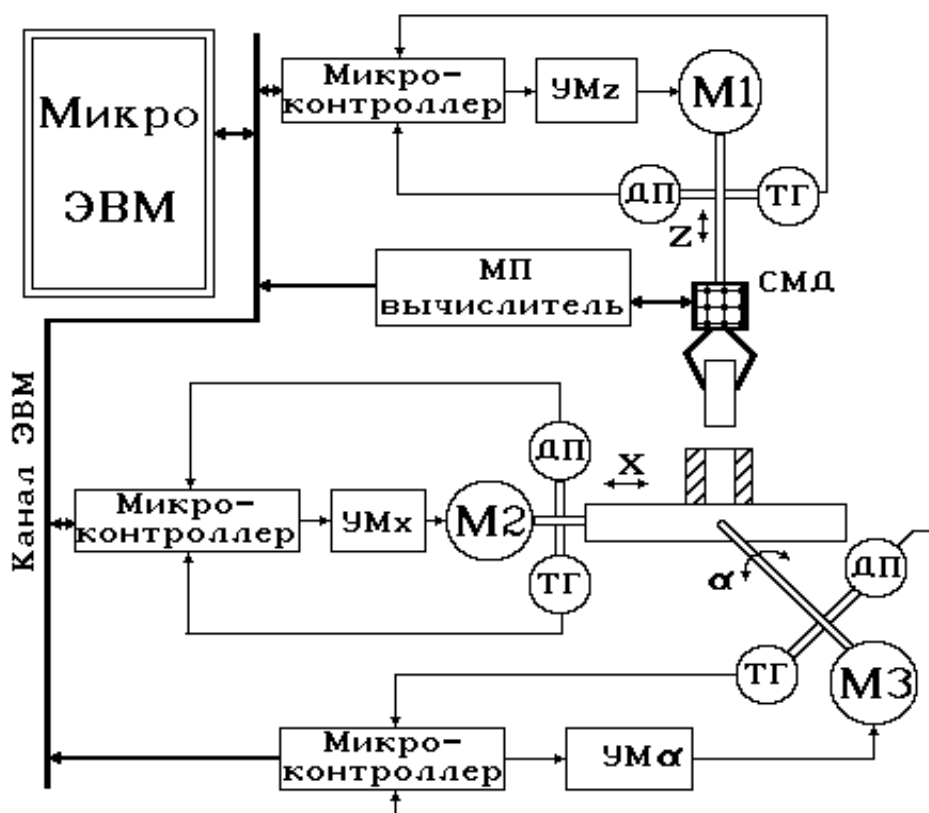 Микро
ЭВМ
Микро-
контроллер
УМz
М1
ДП
ТГ
Z
МП
вычислитель
СМД
Канал ЭВМ
Микро-
контроллер
УМх
М2
ДП
ТГ
X
α
ДП
ТГ
М3
Микро-
контроллер
УМα